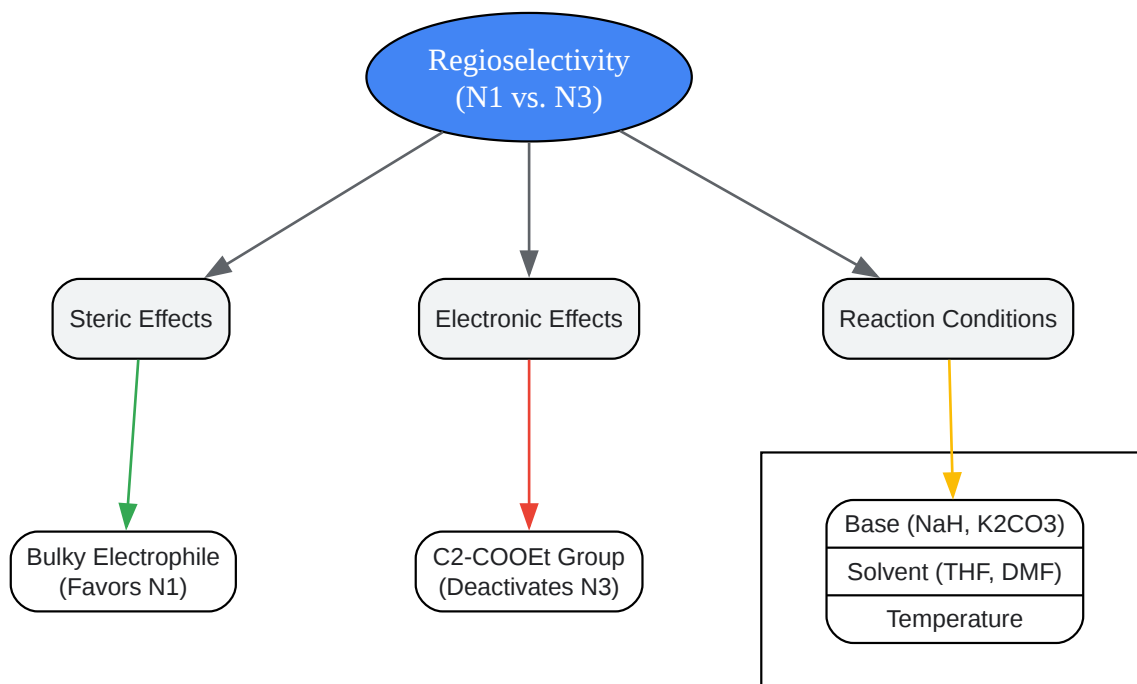 Regioselectivity
(N1 vs. N3)
Steric Effects
Electronic Effects
Reaction Conditions
Bulky Electrophile
(Favors N1)
C2-COOEt Group
(Deactivates N3)
Base (NaH, K2CO3)
Solvent (THF, DMF)
Temperature